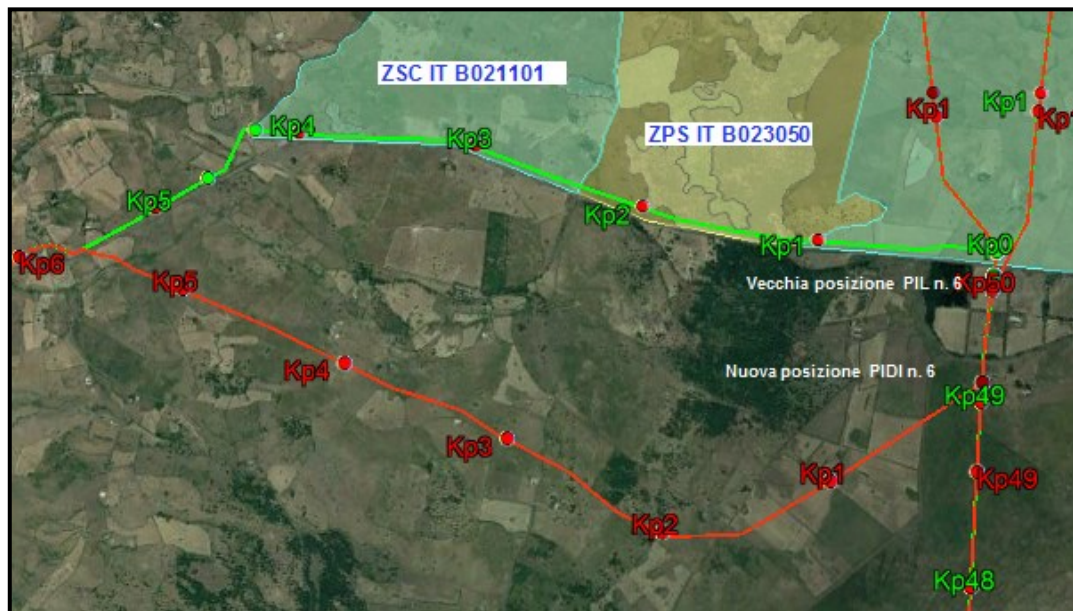 ZSC IT B021101
Kp1
Kp1
Kp1
Kp4
Kp3
ZPS IT B023050
Kp5
Kp2
Kp1
Kp0
Kp6
Kp5
Vecchia posizione PIL n. 6
Kp50
Kp4
Nuova posizione PIDI n. 6
Kp49
Kp3
Kp1
Kp49
Kp2
Kp48